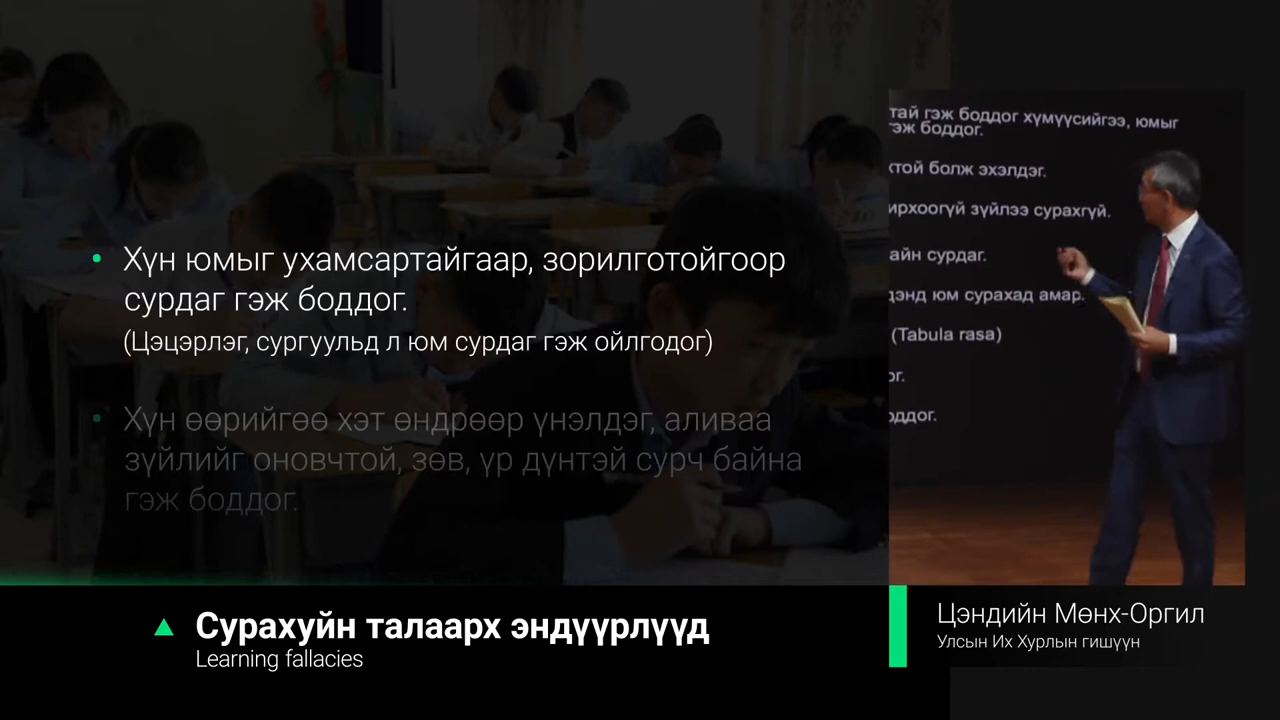 Хүн юмыг ухамсартайгаар, зорилготойгоор
сурдаг гэж боддог.
(Цэцэрлэг, сургуульд л юм сурдаг гэж ойлгодог)
Хүн өөрийгөө хэт өндрөөр үнэлдэг, аливаа
зүйлийг оновчтой, зөв, үр дүнтэй сурч байна
гэж боддог.
тай гэж боддог хүмүүсийгээ, юмыг
гэж боддог.
ктой болж эхэлдэг.
ирхоогүй зүйлээ сурахгүй.
айн сурдаг.
дэнд юм сурахад амар.
(Tabula rasa)
ог.
оддог.
Сурахуйн талаарх эндүүрлүүд
Learning fallacies
Цэндийн Мөнх-Оргил
Улсын Их Хурлын гишүүн